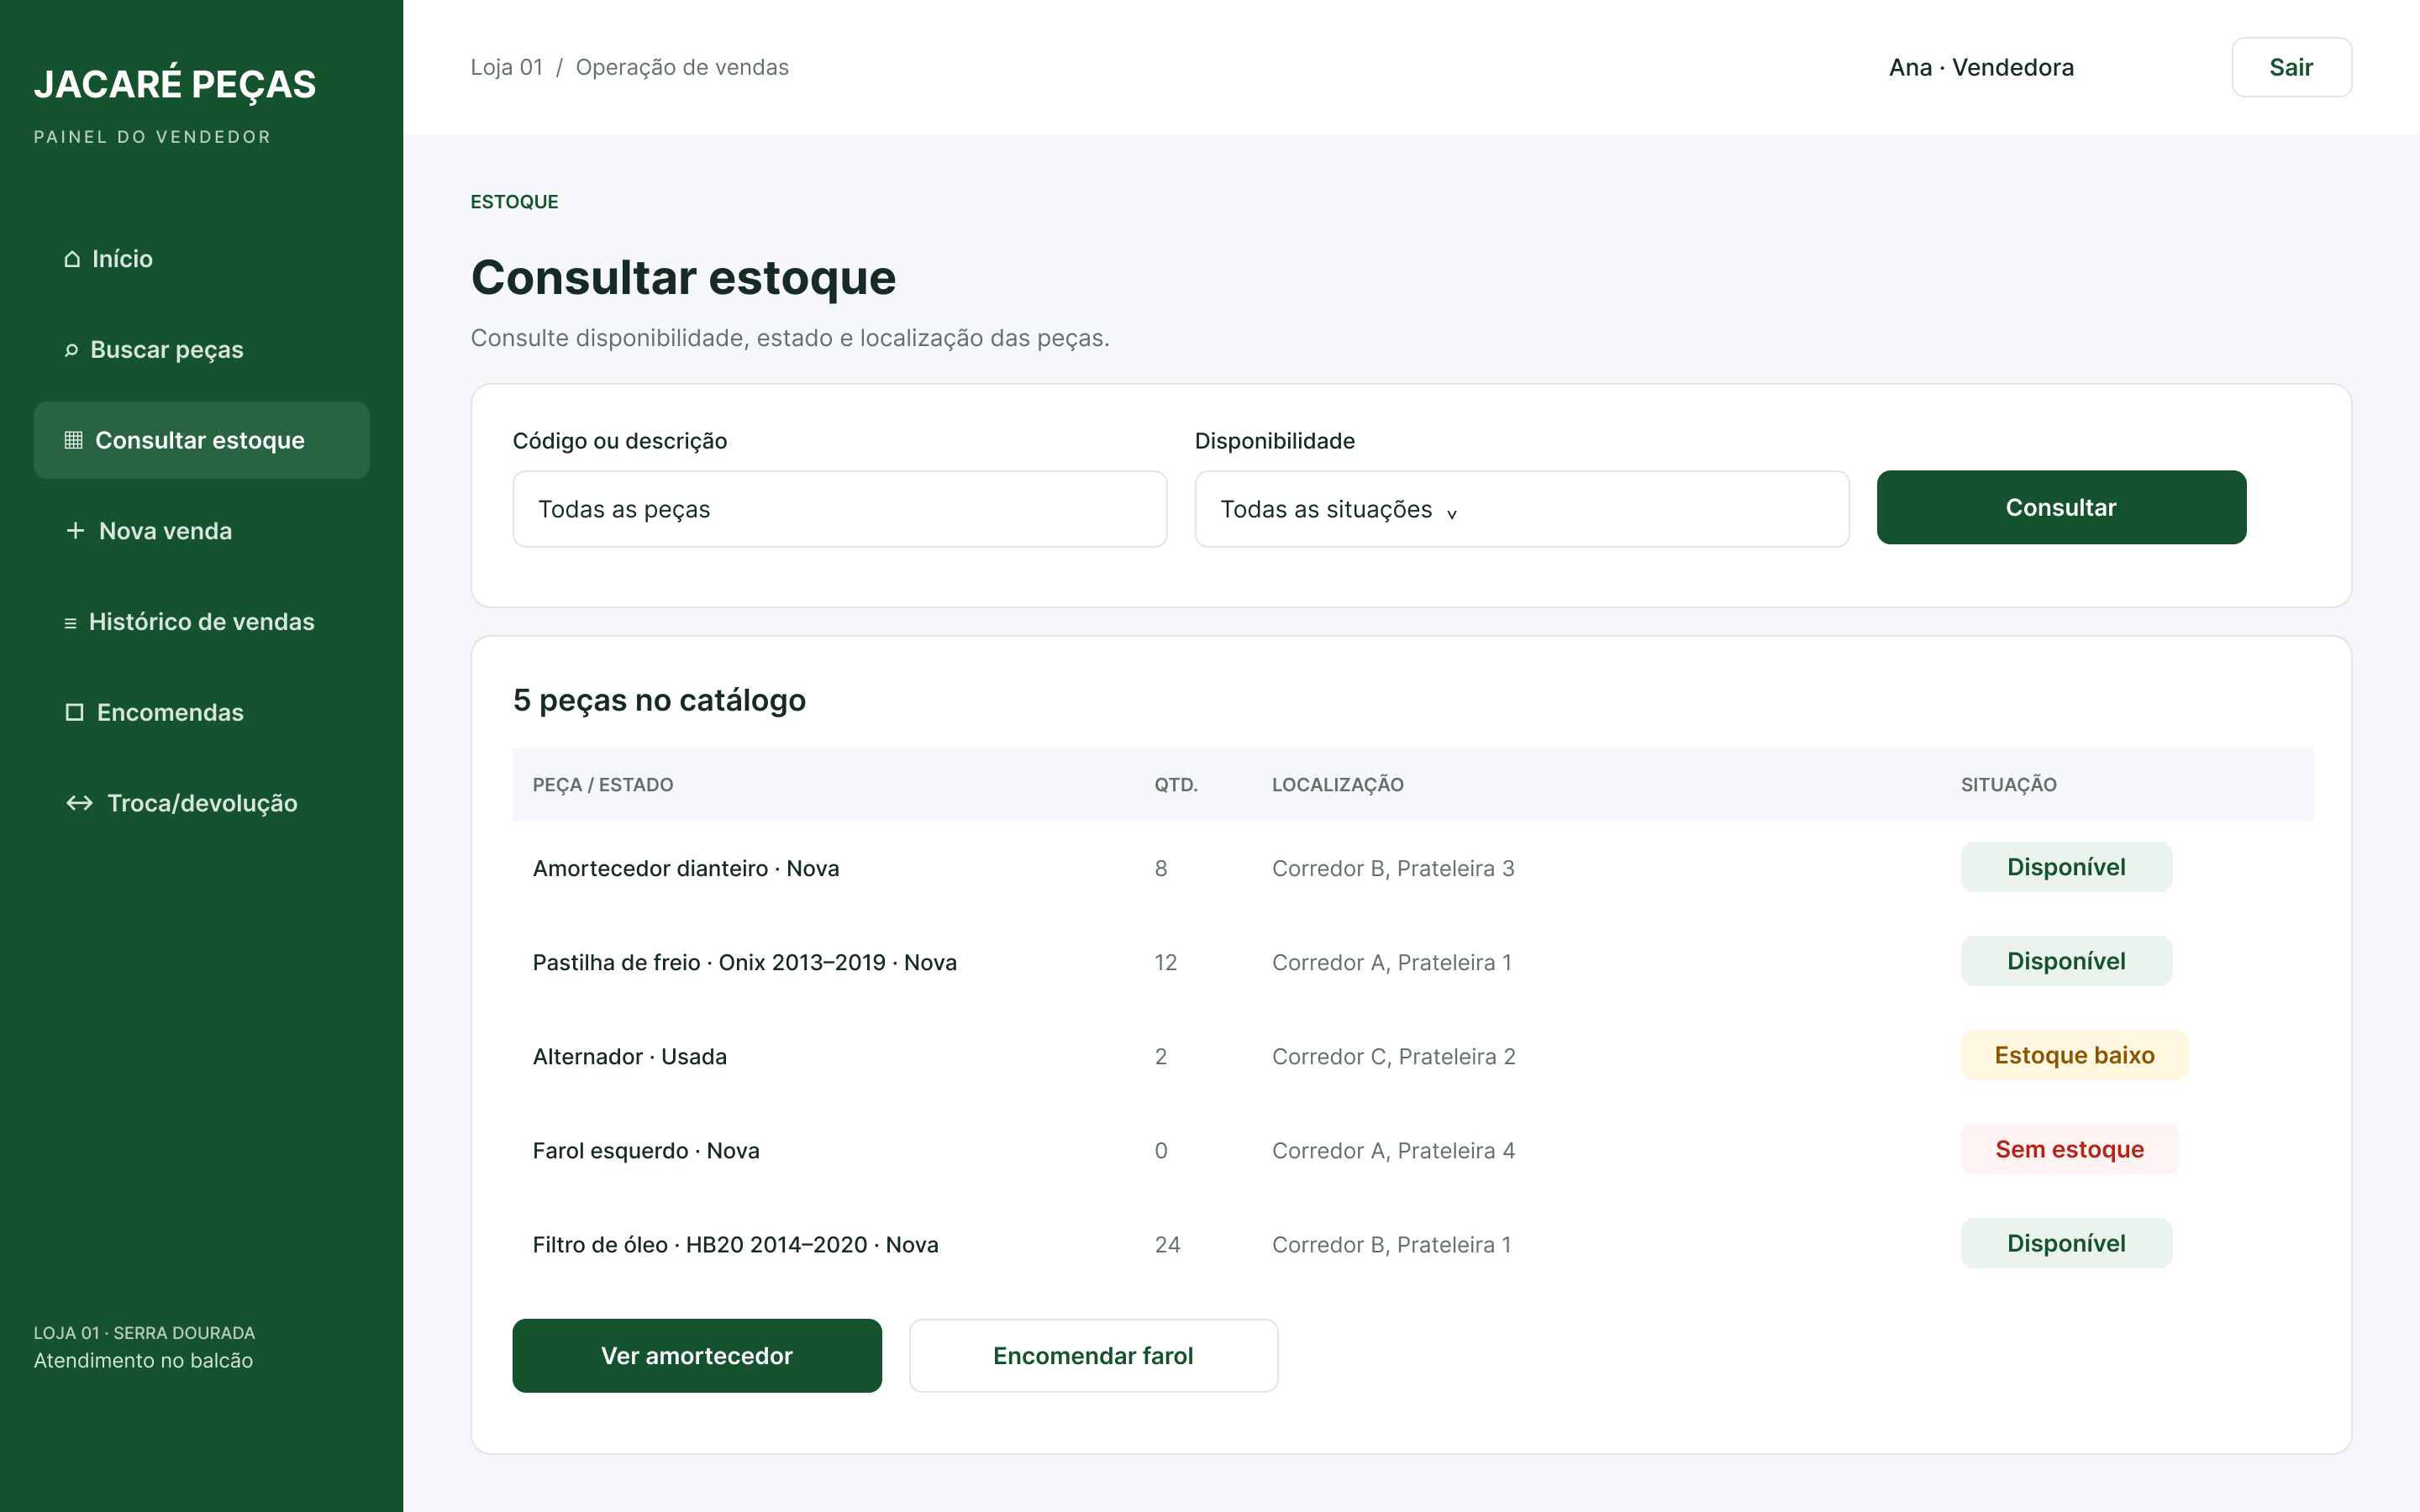 JACARÉ PEÇAS
PAINEL DO VENDEDOR
Início
Buscar peças
Consultar estoque
Nova venda
Histórico de vendas
Encomendas
Troca/devolução
LOJA 01 · SERRA DOURADA
Atendimento no balcão
Loja 01 / Operação de vendas
Ana · Vendedora
Sair
ESTOQUE
Consultar estoque
Consulte disponibilidade, estado e localização das peças.
Código ou descrição
Disponibilidade
Todas as peças
Todas as situações
Consultar
5 peças no catálogo
PEÇA / ESTADO QTD. LOCALIZAÇÃO SITUAÇÃO
Amortecedor dianteiro · Nova 8 Corredor B, Prateleira 3 Disponível
Pastilha de freio · Onix 2013–2019 · Nova 12 Corredor A, Prateleira 1 Disponível
Alternador · Usada 2 Corredor C, Prateleira 2 Estoque baixo
Farol esquerdo · Nova 0 Corredor A, Prateleira 4 Sem estoque
Filtro de óleo · HB20 2014–2020 · Nova 24 Corredor B, Prateleira 1 Disponível
Ver amortecedor
Encomendar farol